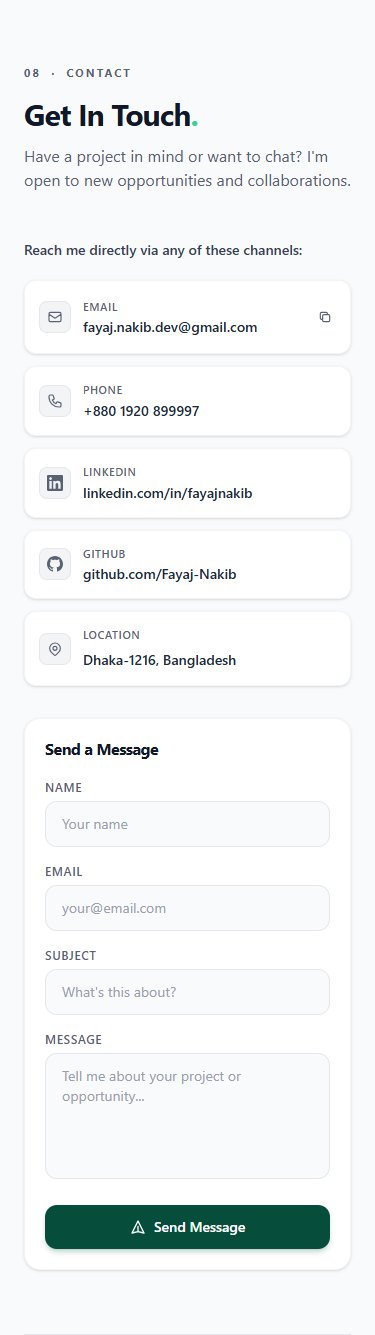 08 · CONTACT
Get In Touch.
Have a project in mind or want to chat? I'm
open to new opportunities and collaborations.
Reach me directly via any of these channels:
EMAIL
fayaj.nakib.dev@gmail.com
PHONE
+880 1920 899997
LINKEDIN
linkedin.com/in/fayajnakib
GITHUB
github.com/Fayaj-Nakib
LOCATION
Dhaka-1216, Bangladesh
Send a Message
NAME
Your name
EMAIL
your@email.com
SUBJECT
What's this about?
MESSAGE
Tell me about your project or
opportunity...
Send Message